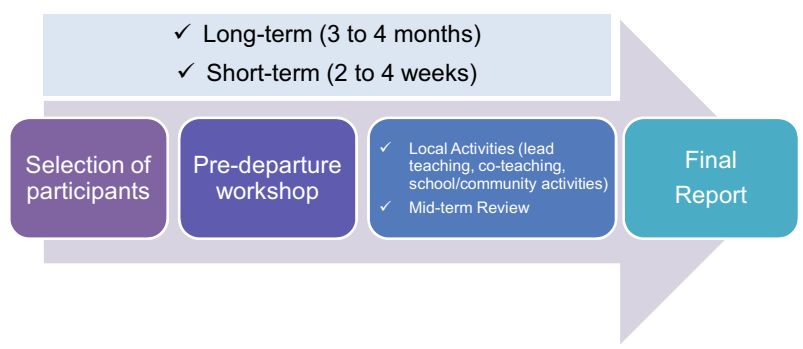 ✓ Long-term (3 to 4 months)
✓ Short-term (2 to 4 weeks)
Selection of
participants
Pre-departure
workshop
✓ Local Activities (lead
teaching, co-teaching,
school/community activities)
✓ Mid-term Review
Final
Report